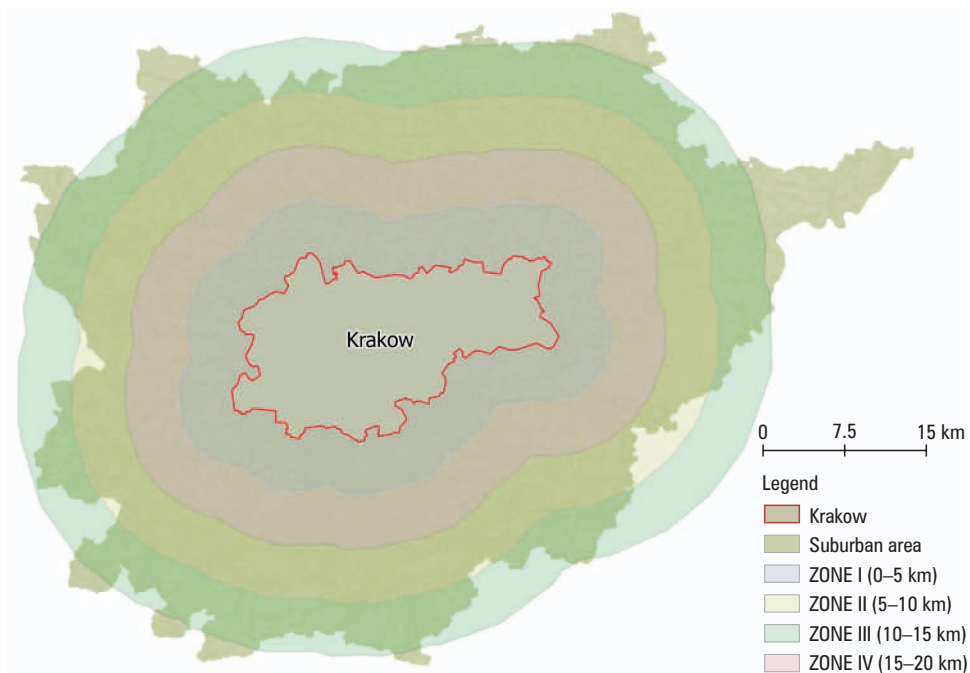 Krakow
0 7.5 15 km
Legend
Krakow
Suburban area
ZONE I (0–5 km)
ZONE II (5–10 km)
ZONE III (10–15 km)
ZONE IV (15–20 km)